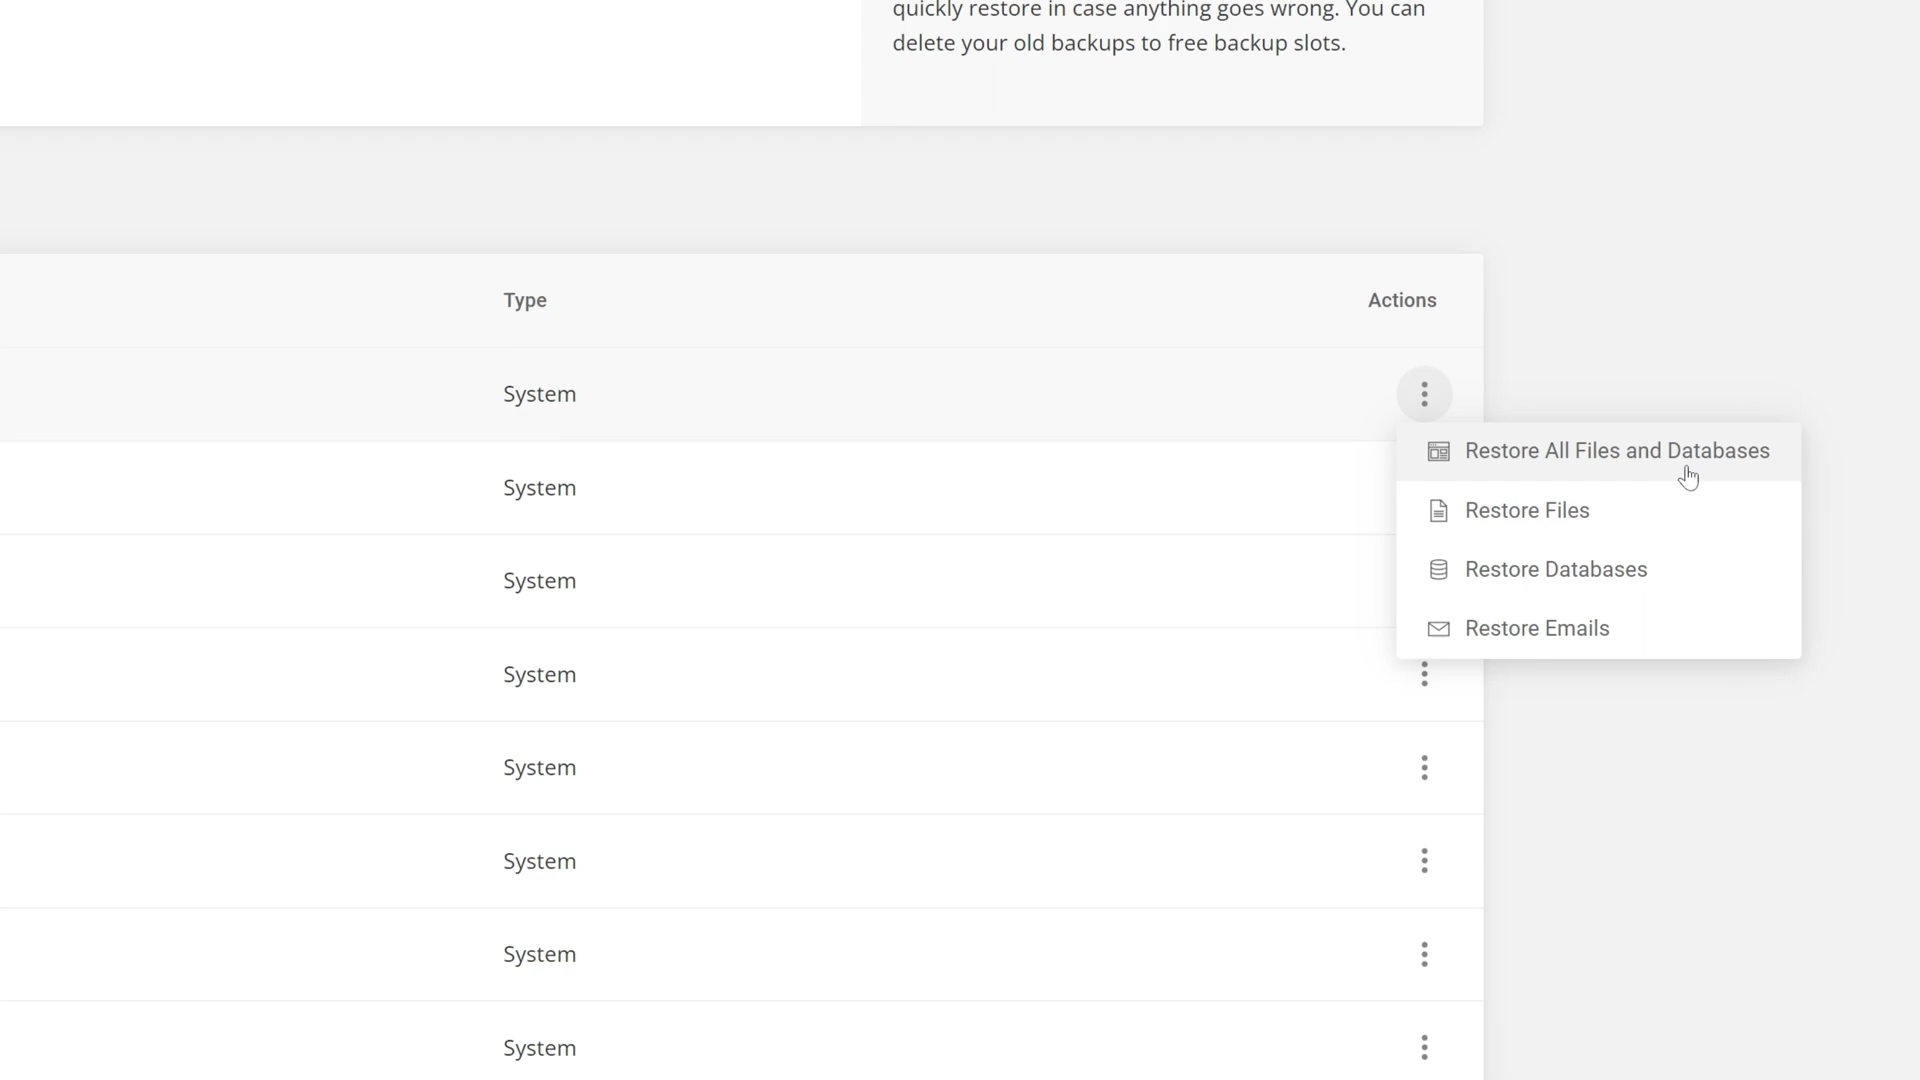 quickly restore in case anything goes wrong. You can
delete your old backups to free backup slots.
Type Actions
System
Restore All Files and Databases
System
Restore Files
System
Restore Databases
Restore Emails
System
System
System
System
System